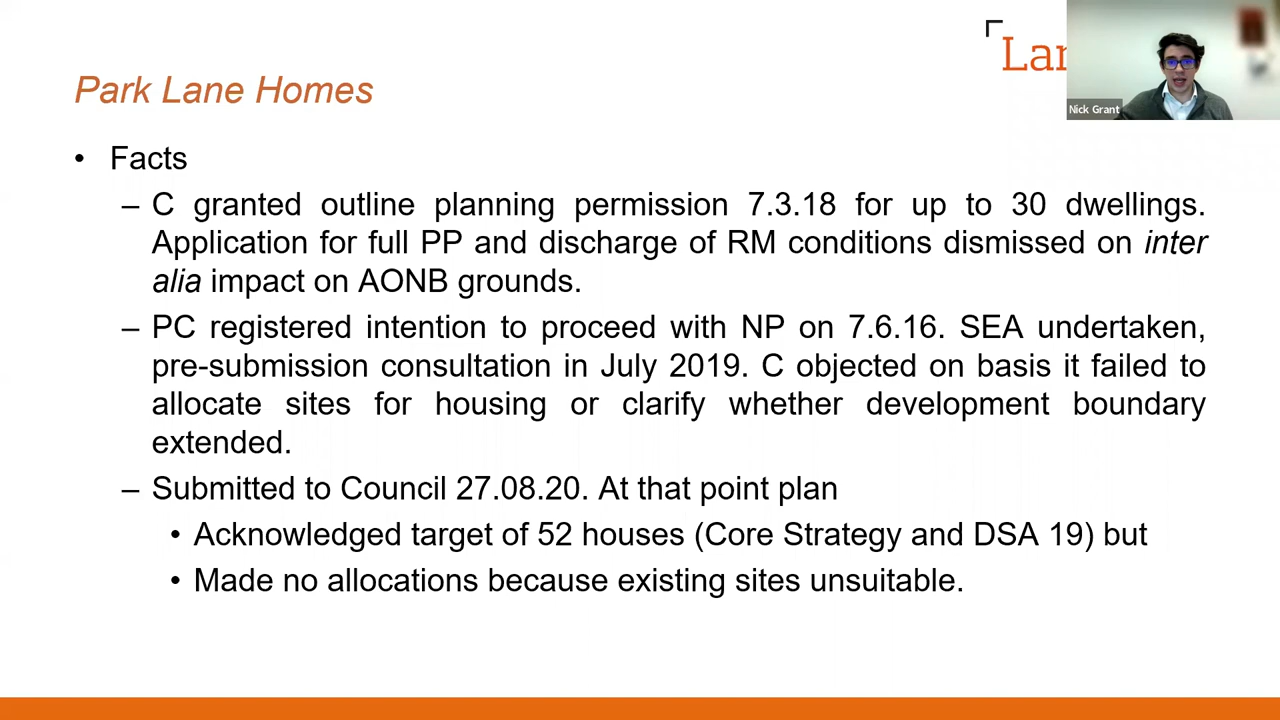 Lan
Nick Grant
Park Lane Homes
• Facts
– C granted outline planning permission 7.3.18 for up to 30 dwellings.
Application for full PP and discharge of RM conditions dismissed on inter
alia impact on AONB grounds.
– PC registered intention to proceed with NP on 7.6.16. SEA undertaken,
pre-submission consultation in July 2019. C objected on basis it failed to
allocate sites for housing or clarify whether development boundary
extended.
– Submitted to Council 27.08.20. At that point plan
• Acknowledged target of 52 houses (Core Strategy and DSA 19) but
• Made no allocations because existing sites unsuitable.